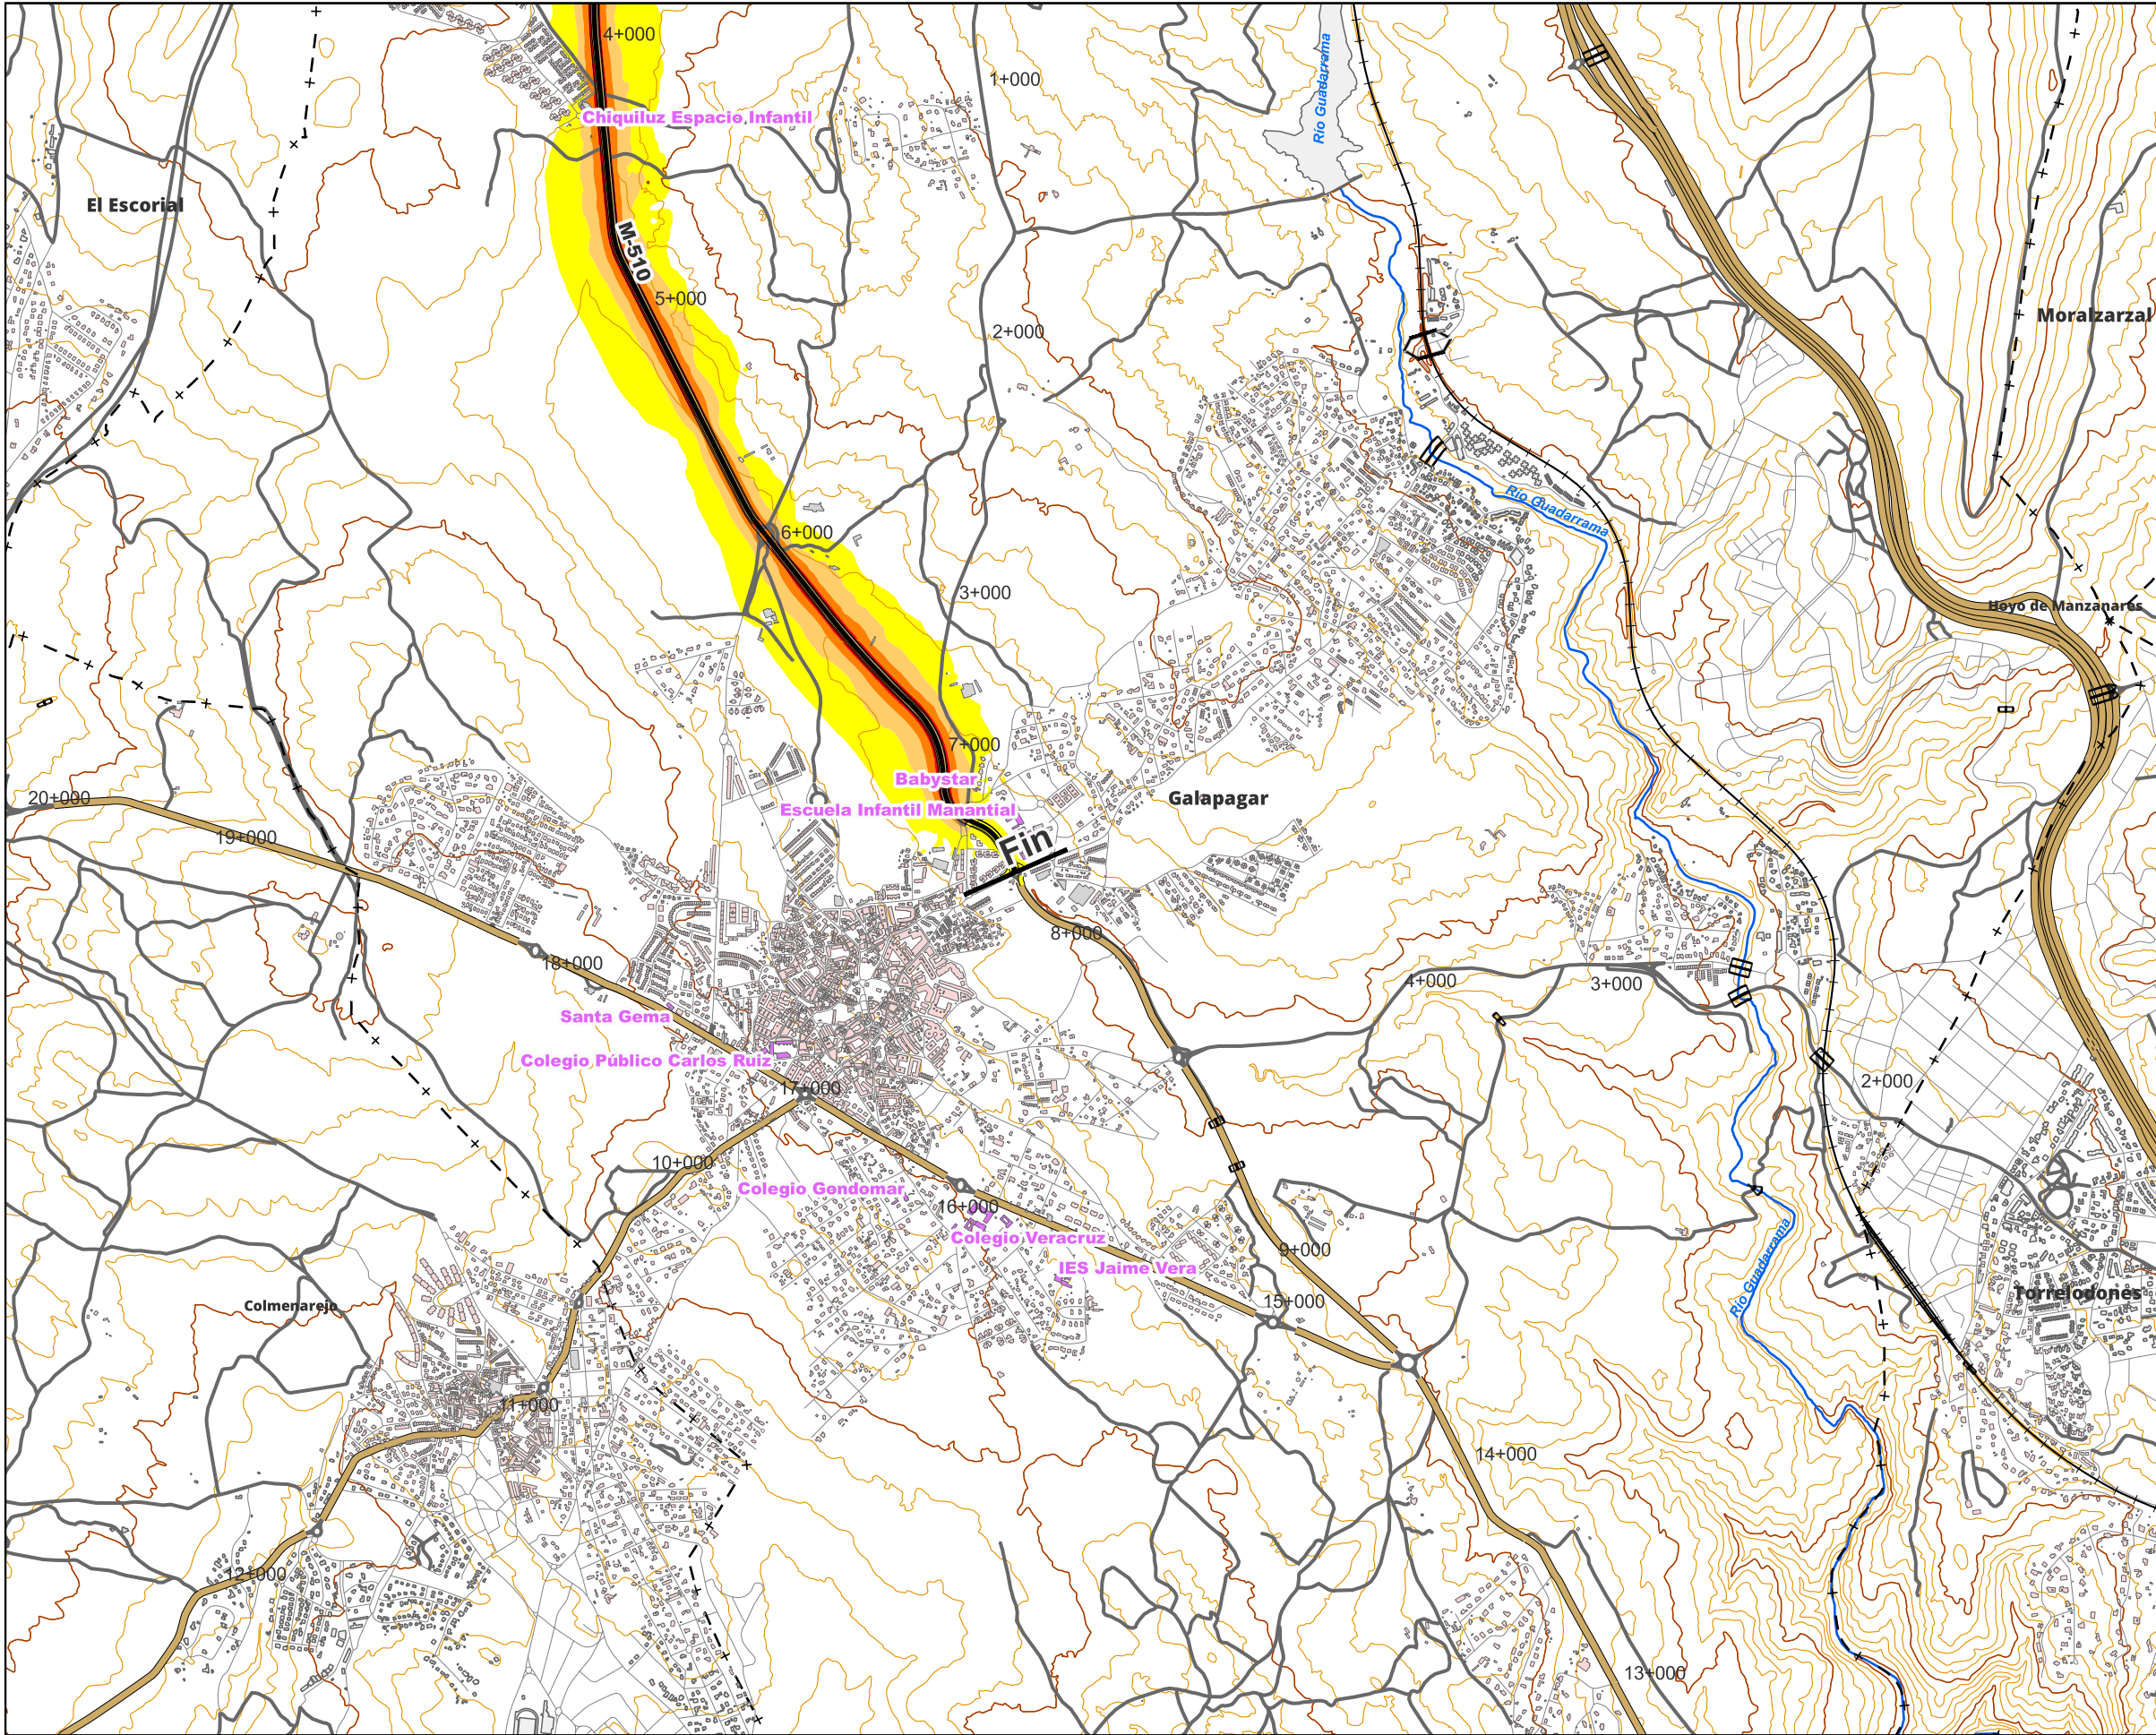 4+000
1+000
Río Guadarrama
Chiquiluz Espacio Infantil
El Escorial
M-510
5+000
Moralzarzal
2+000
Río Guadarrama
6+000
3+000
Hoyo de Manzanares
7+000
Babystar
20+000
Galapagar
Escuela Infantil Manantial
19+000
Fin
8+000
18+000
4+000
3+000
Santa Gema
Colegio Público Carlos Ruiz
17+000
2+000
10+000
Colegio Gondomar
16+000
Colegio Veracruz
9+000
IES Jaime Vera
Río Guadarrama
Torrelodones
15+000
Colmenarejo
11+000
14+000
12+000
13+000